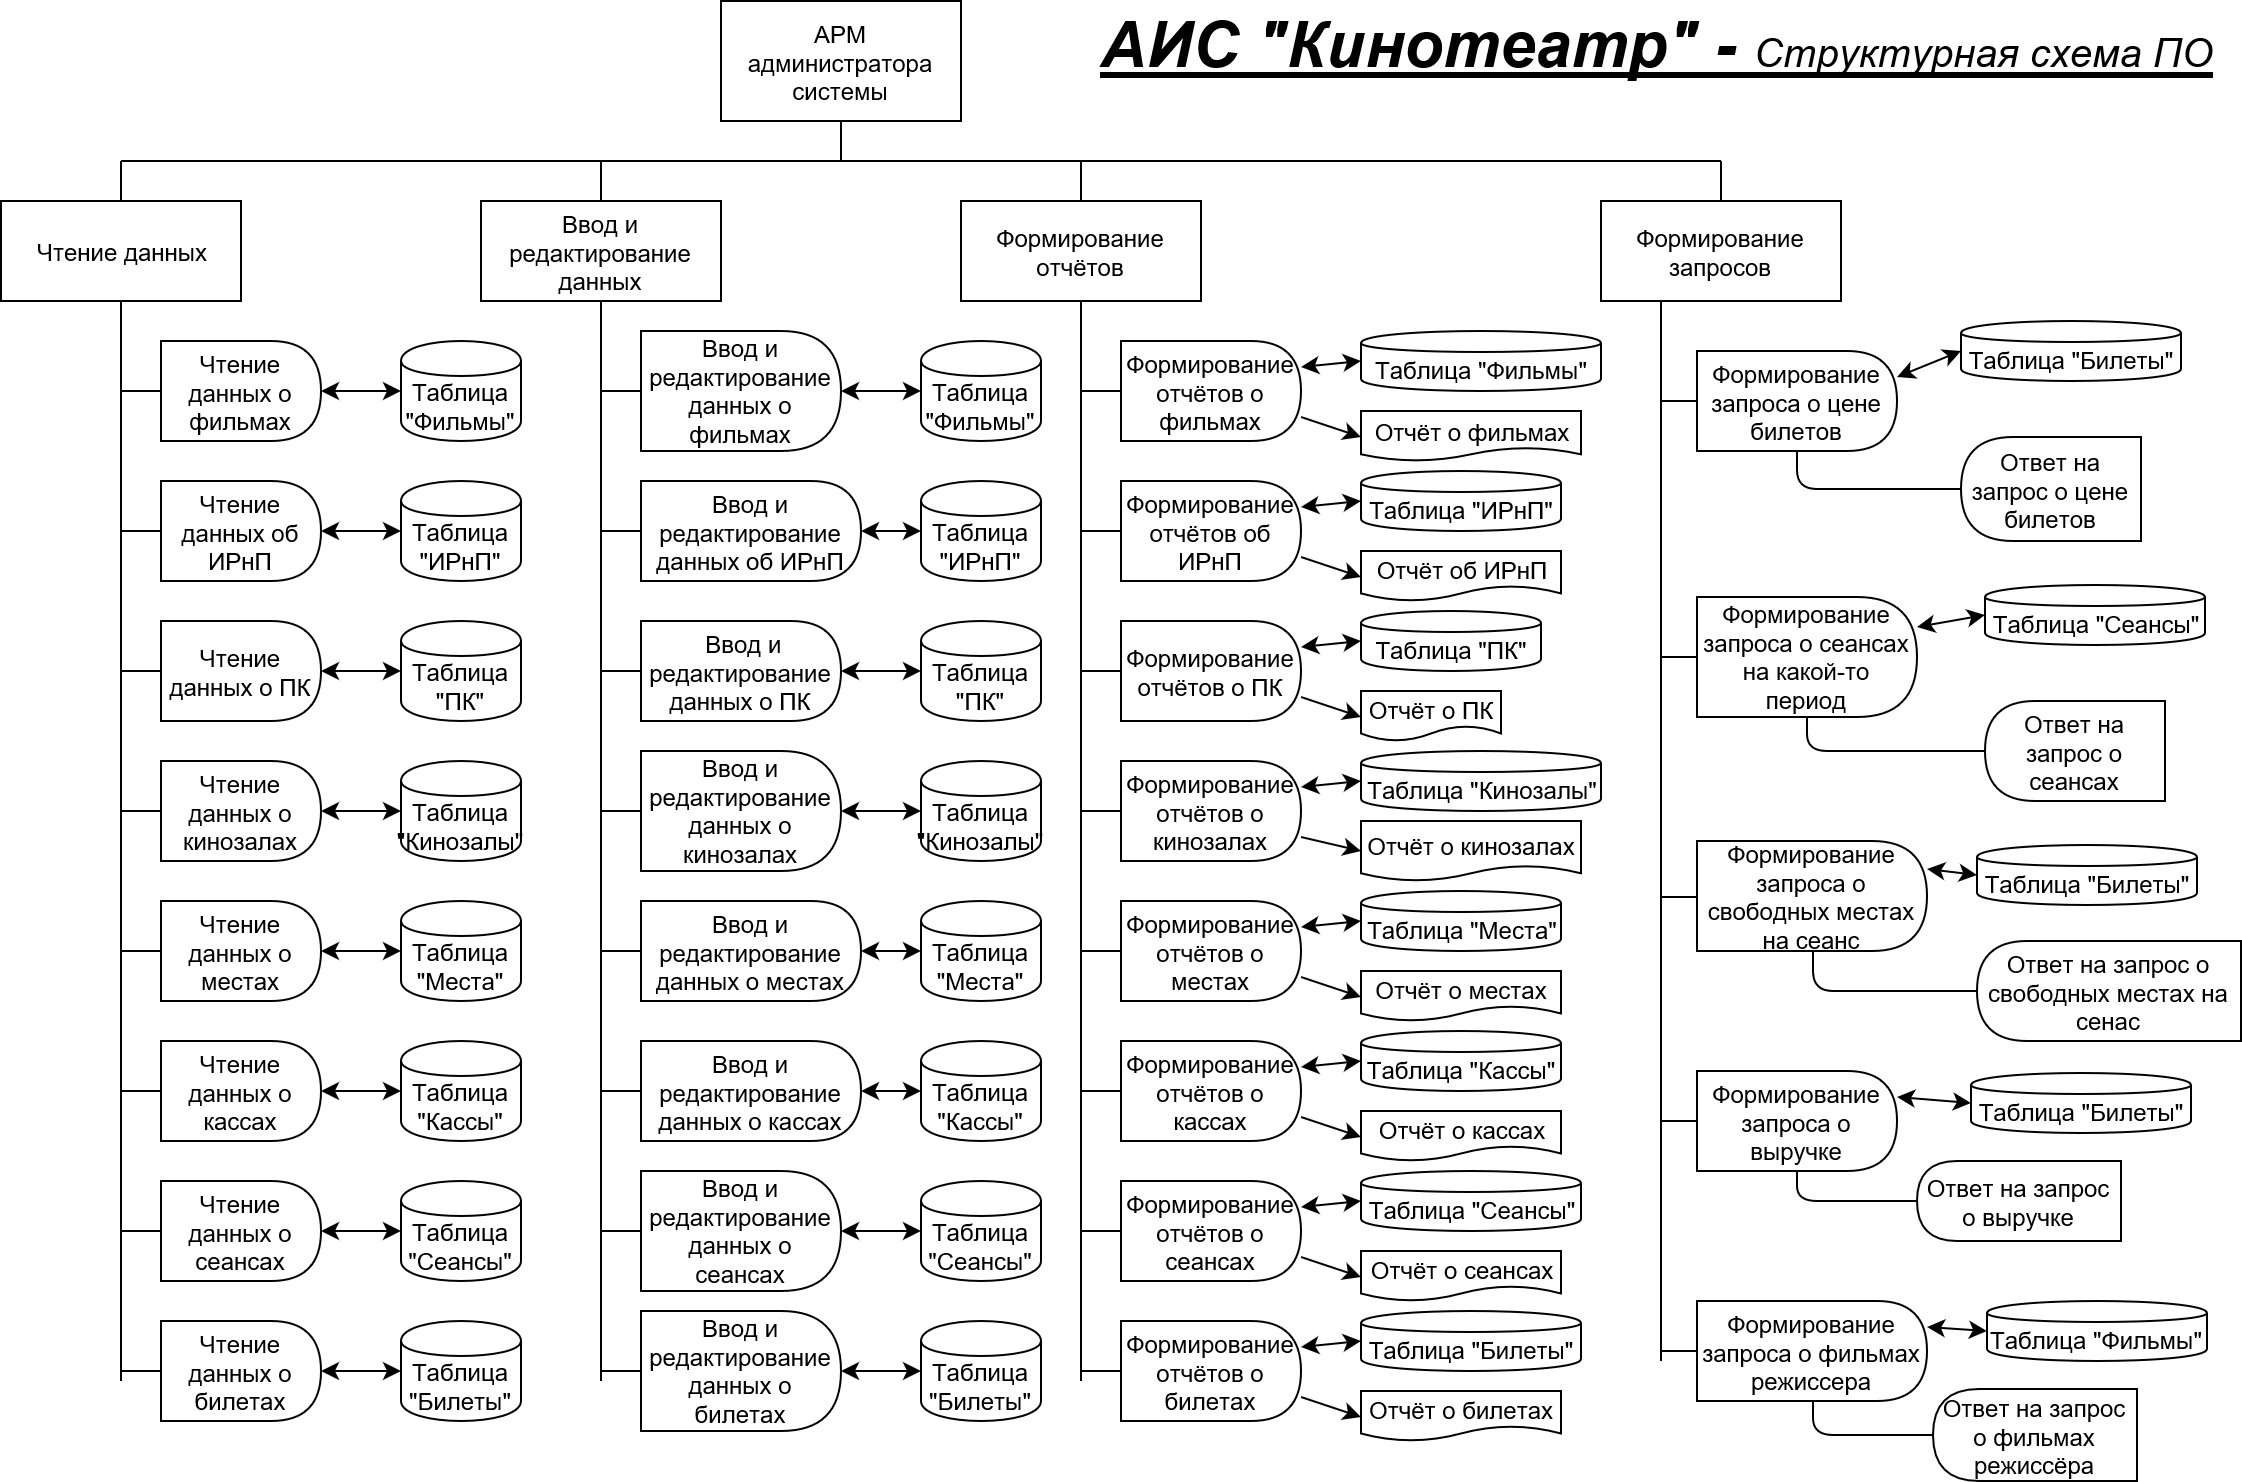 АРМ
администратора
системы
АИС "Кинотеатр" - Структурная схема ПО
Чтение данных
Ввод и
редактирование
данных
Формирование
отчётов
Формирование
запросов
Чтение
данных о
фильмах
Таблица
"Фильмы"
Чтение
данных об
ИРнП
Таблица
"ИРнП"
Чтение
данных о ПК
Таблица
"ПК"
Чтение
данных о
кинозалах
Таблица
"Кинозалы"
Чтение
данных о
местах
Таблица
"Места"
Чтение
данных о
кассах
Таблица
"Кассы"
Чтение
данных о
сеансах
Таблица
"Сеансы"
Чтение
данных о
билетах
Таблица
"Билеты"
Ввод и
редактирование
данных о
фильмах
Таблица
"Фильмы"
Ввод и
редактирование
данных об ИРнП
Таблица
"ИРнП"
Ввод и
редактирование
данных о ПК
Таблица
"ПК"
Ввод и
редактирование
данных о
кинозалах
Таблица
"Кинозалы"
Ввод и
редактирование
данных о местах
Таблица
"Места"
Ввод и
редактирование
данных о кассах
Таблица
"Кассы"
Ввод и
редактирование
данных о
сеансах
Таблица
"Сеансы"
Ввод и
редактирование
данных о
билетах
Таблица
"Билеты"
Формирование
отчётов о
фильмах
Таблица "Фильмы"
Отчёт о фильмах
Формирование
отчётов об
ИРнП
Таблица "ИРнП"
Отчёт об ИРнП
Формирование
отчётов о ПК
Таблица "ПК"
Отчёт о ПК
Формирование
отчётов о
кинозалах
Таблица "Кинозалы"
Отчёт о кинозалах
Формирование
отчётов о
местах
Таблица "Места"
Отчёт о местах
Формирование
отчётов о
кассах
Таблица "Кассы"
Отчёт о кассах
Формирование
отчётов о
сеансах
Таблица "Сеансы"
Отчёт о сеансах
Формирование
отчётов о
билетах
Таблица "Билеты"
Отчёт о билетах
Формирование
запроса о цене
билетов
Таблица "Билеты"
Ответ на
запрос о цене
билетов
Формирование
запроса о сеансах
на какой-то
период
Таблица "Сеансы"
Ответ на
запрос о
сеансах
Формирование
запроса о
свободных местах
на сеанс
Таблица "Билеты"
Ответ на запрос о
свободных местах на
сенас
Формирование
запроса о
выручке
Таблица "Билеты"
Ответ на запрос
о выручке
Формирование
запроса о фильмах
режиссера
Таблица "Фильмы"
Ответ на запрос
о фильмах
режиссёра